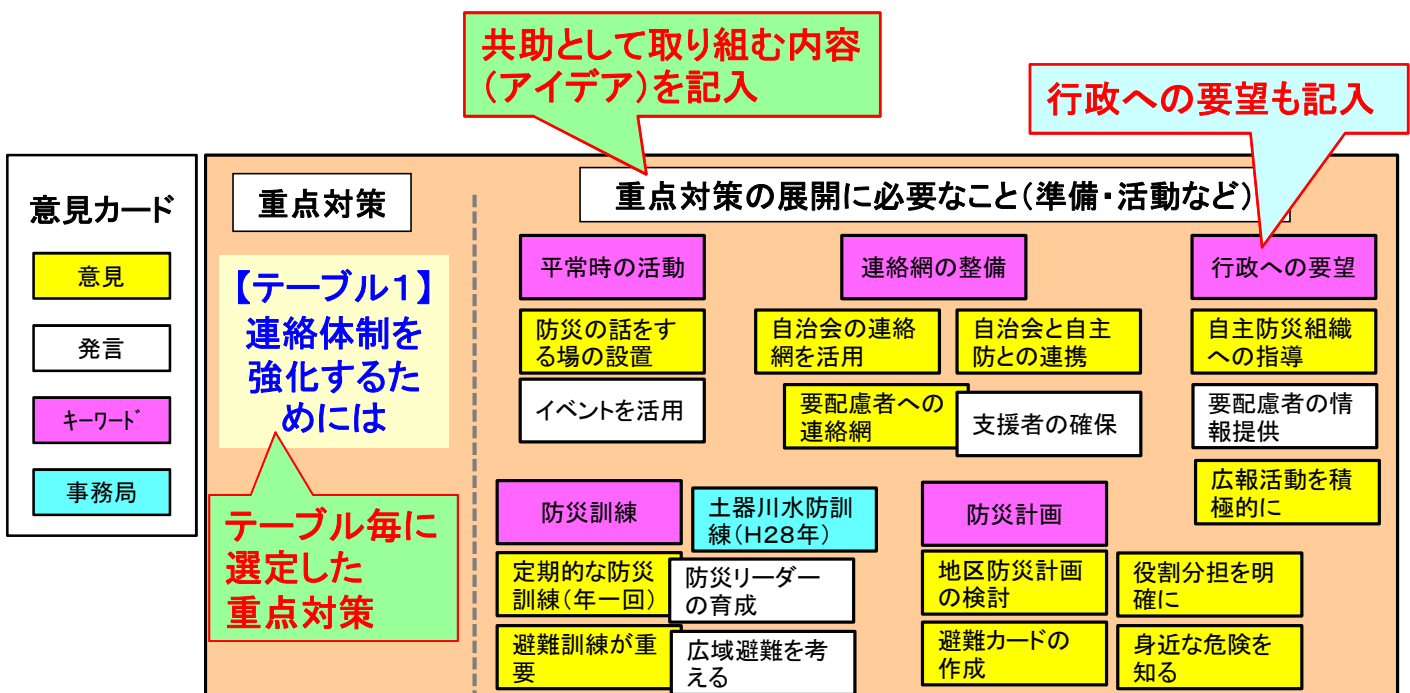 共助として取り組む内容
（アイデア）を記入
行政への要望も記入
意見カード
意見
発言
ｷｰﾜｰﾄﾞ
事務局
重点対策
【テーブル１】
連絡体制を
強化するた
めには
テーブル毎に
選定した
重点対策
重点対策の展開に必要なこと（準備・活動など）
平常時の活動
防災の話をす
る場の設置
イベントを活用
連絡網の整備
自治会の連絡
網を活用
自治会と自主
防との連携
要配慮者への
連絡網
支援者の確保
行政への要望
自主防災組織
への指導
要配慮者の情
報提供
広報活動を積
極的に
防災訓練
土器川水防訓
練（Ｈ２８年）
定期的な防災
訓練（年一回）
防災リーダー
の育成
避難訓練が重
要
広域避難を考
える
防災計画
地区防災計画
の検討
役割分担を明
確に
避難カードの
作成
身近な危険を
知る